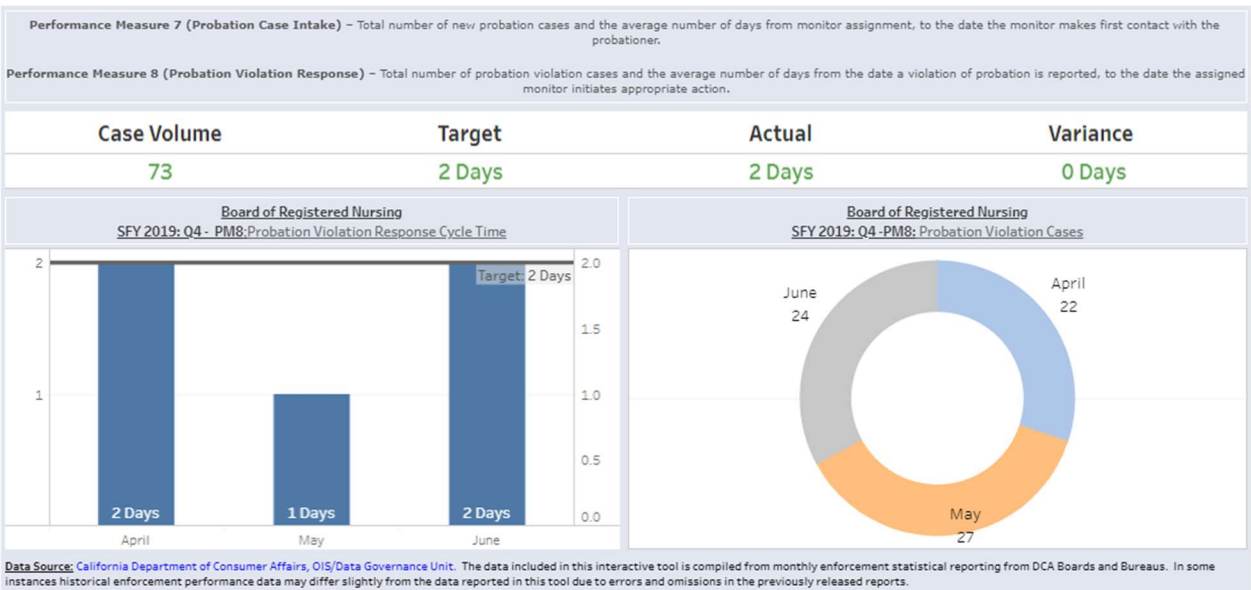 Performance Measure 7 (Probation Case Intake) – Total number of new probation cases and the average number of days from monitor assignment, to the date the monitor makes first contact with the
probationer.
Performance Measure 8 (Probation Violation Response) – Total number of probation violation cases and the average number of days from the date a violation of probation is reported, to the date the assigned
monitor initiates appropriate action.
Case Volume Target Actual Variance
73 2 Days 2 Days 0 Days
Board of Registered Nursing
SFY 2019: Q4 - PM8:Probation Violation Response Cycle Time
2
1
Target: 2 Days
2.0
1.5
1.0
0.5
0.0
2 Days 1 Days 2 Days
April May June
Board of Registered Nursing
SFY 2019: Q4 -PM8: Probation Violation Cases
June
24
April
22
May
27
Data Source: California Department of Consumer Affairs, OIS/Data Governance Unit. The data included in this interactive tool is compiled from monthly enforcement statistical reporting from DCA Boards and Bureaus. In some
instances historical enforcement performance data may differ slightly from the data reported in this tool due to errors and omissions in the previously released reports.